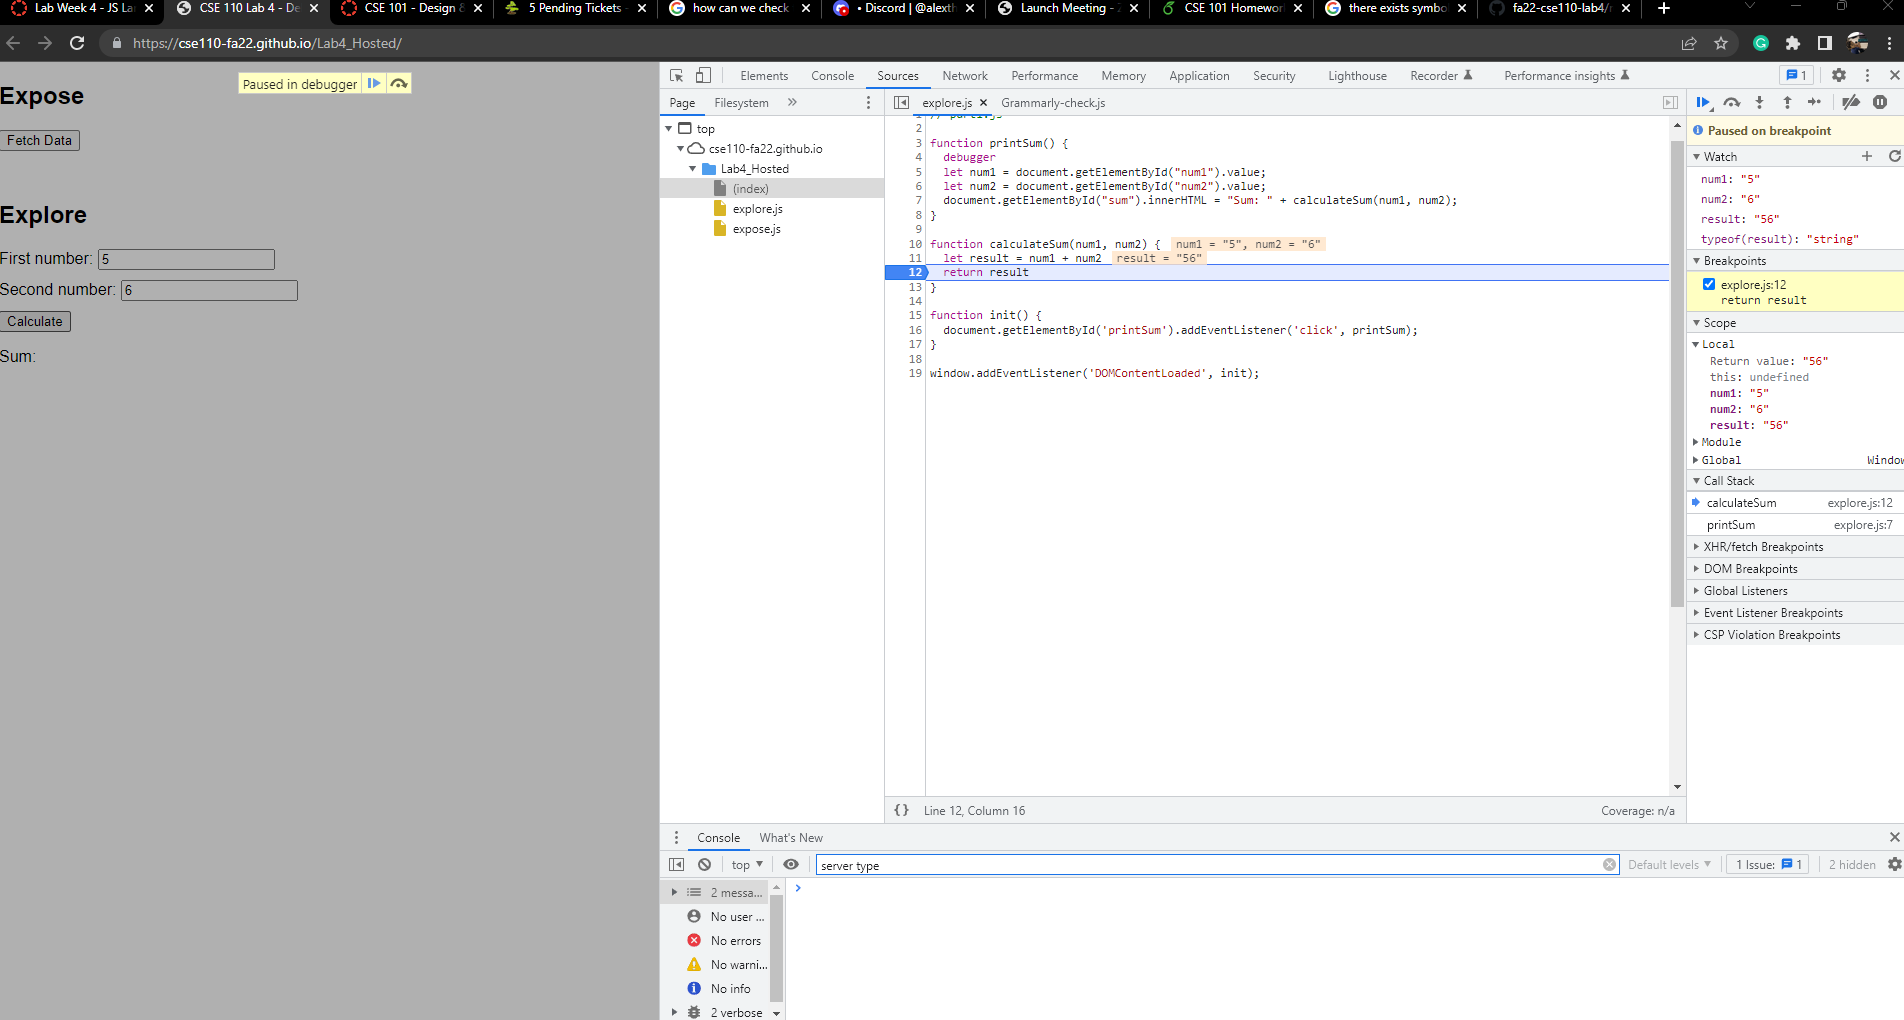 Lab Week 4 - JS La
CSE 110 Lab 4 - De
CSE 101 - Design &
5 Pending Tickets -
how can we check
• Discord | @alexth
Launch Meeting -
CSE 101 Homewor
there exists symbo
fa22-cse110-lab4/
https://cse110-fa22.github.io/Lab4_Hosted/
Paused in debugger
Expose
Fetch Data
Explore
First number: 5
Second number: 6
Calculate
Sum:
Elements Console Sources Network Performance Memory Application Security Lighthouse Recorder Performance insights 1
Page Filesystem »
top
cse110-fa22.github.io
Lab4_Hosted
(index)
explore.js
expose.js
explore.js Grammarly-check.js
1 // part1.js
2
3 function printSum() {
4 debugger
5 let num1 = document.getElementById("num1").value;
6 let num2 = document.getElementById("num2").value;
7 document.getElementById("sum").innerHTML = "Sum: " + calculateSum(num1, num2);
8 }
9
10 function calculateSum(num1, num2) { num1 = "5", num2 = "6"
11 let result = num1 + num2 result = "56"
12 return result
13 }
14
15 function init() {
16 document.getElementById('printSum').addEventListener('click', printSum);
17 }
18
19 window.addEventListener('DOMContentLoaded', init);
{} Line 12, Column 16
Coverage: n/a
Paused on breakpoint
Watch
num1: "5"
num2: "6"
result: "56"
typeof(result): "string"
Breakpoints
explore.js:12
return result
Scope
Local
Return value: "56"
this: undefined
num1: "5"
num2: "6"
result: "56"
Module
Global Window
Call Stack
calculateSum explore.js:12
printSum explore.js:7
XHR/fetch Breakpoints
DOM Breakpoints
Global Listeners
Event Listener Breakpoints
CSP Violation Breakpoints
Console What's New
top server type Default levels 1 Issue: 1 2 hidden
2 messa...
No user ...
No errors
No warni...
No info
2 verbose